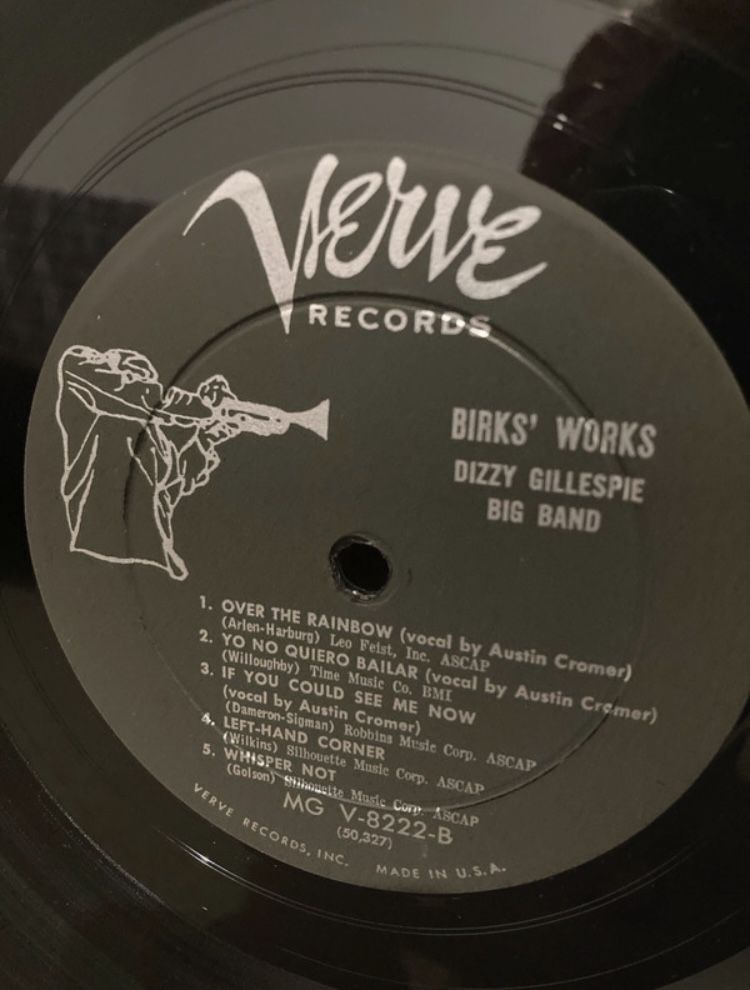 Verve
RECORDS
BIRKS' WORKS
DIZZY GILLESPIE
BIG BAND
1. OVER THE RAINBOW (vocal by Austin Cromer)
(Arlen-Harburg) Leo Feist, Inc. ASCAP
2. YO NO QUIERO BAILAR (vocal by Austin Cromer)
(Willoughby) Time Music Co. BMI
3. IF YOU COULD SEE ME NOW
(vocal by Austin Cromer)
(Dameron-Sigman) Robbins Music Corp. ASCAP
4. LEFT-HAND CORNER
(Wilkins) Silhouette Music Corp. ASCAP
5. WHISPER NOT
(Golson) Silhouette Music Corp. ASCAP
MG V-8222-B
(50,327)
VERVE RECORDS, INC. MADE IN U.S.A.